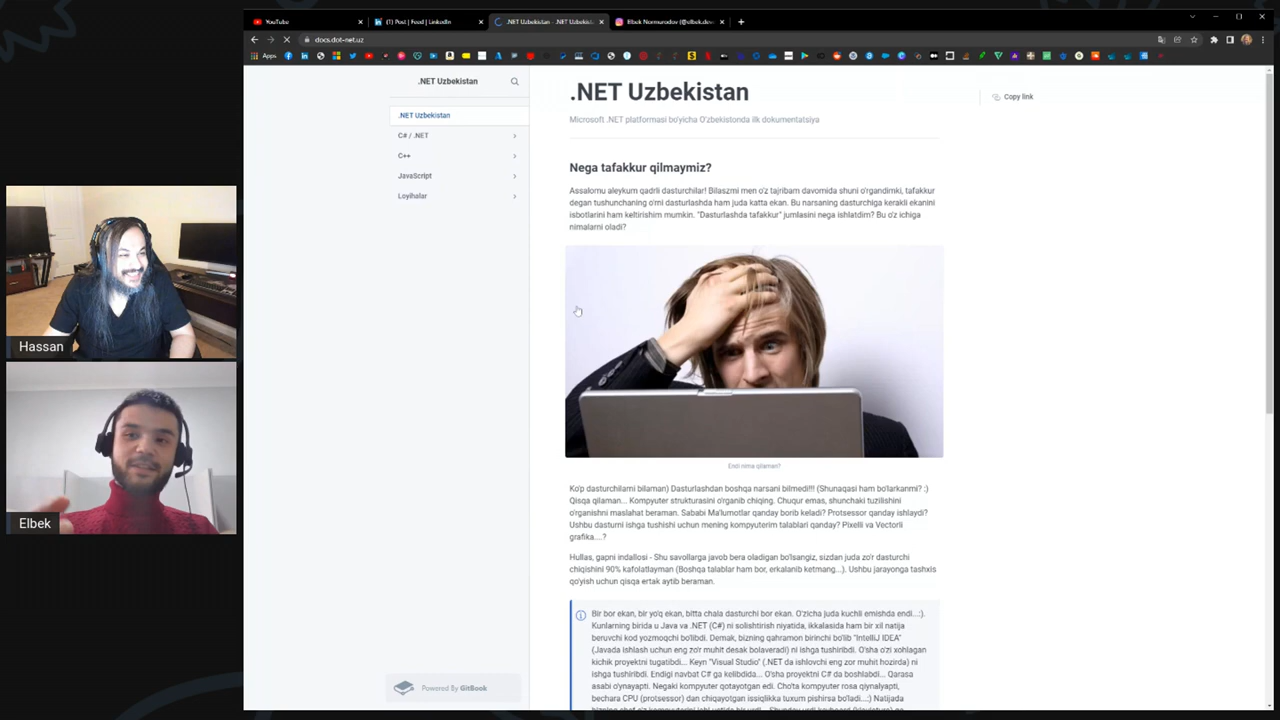 YouTube
(1) Post | Feed | LinkedIn
.NET Uzbekistan - .NET Uzbekis
Elbek Normurodov (@elbek.dev
docs.dot-net.uz
Apps
.NET Uzbekistan
.NET Uzbekistan
C# / .NET
C++
JavaScript
Loyihalar
Powered By GitBook
.NET Uzbekistan
Copy link
Microsoft .NET platformasi bo'yicha O'zbekistonda ilk dokumentatsiya
Nega tafakkur qilmaymiz?
Assalomu aleykum qadrli dasturchilar! Bilaszmi men o'z tajribam davomida shuni o'rgandimki, tafakkur
degan tushunchaning o'rni dasturlashda ham juda katta ekan. Bu narsaning dasturchiga kerakli ekanini
isbotlarini ham keltirishim mumkin. "Dasturlashda tafakkur" jumlasini nega ishlatdim? Bu o'z ichiga
nimalarni oladi?
Endi nima qilaman?
Ko'p dasturchilarni bilaman) Dasturlashdan boshqa narsani bilmedi!!! (Shunaqasi ham bo'larkanmi? :)
Qisqa qilaman... Kompyuter strukturasini o'rganib chiqing. Chuqur emas, shunchaki tuzilishini
o'rganishni maslahat beraman. Sababi Ma'lumotlar qanday borib keladi? Protsessor qanday ishlaydi?
Ushbu dasturni ishga tushishi uchun mening kompyuterim talablari qanday? Pixelli va Vectorli
grafika....?
Hullas, gapni indallosi - Shu savollarga javob bera oladigan bo'lsangiz, sizdan juda zo'r dasturchi
chiqishini 90% kafolatlayman (Boshqa talablar ham bor, erkalanib ketmang...). Ushbu jarayonga tashxis
qo'yish uchun qisqa ertak aytib beraman.
Bir bor ekan, bir yo'q ekan, bitta chala dasturchi bor ekan. O'zicha juda kuchli emishda endi...:).
Kunlarning birida u Java va .NET (C#) ni solishtirish niyatida, ikkalasida ham bir xil natija
beruvchi kod yozmoqchi bo'libdi. Demak, bizning qahramon birinchi bo'lib "IntelliJ IDEA"
(Javada ishlash uchun eng zo'r muhit desak bolaveradi) ni ishga tushiribdi. O'sha o'zi xohlagan
kichik proyektni tugatibdi... Keyn "Visual Studio" (.NET da ishlovchi eng zor muhit hozirda) ni
ishga tushiribdi. Endigi navbat C# ga kelibdida... O'sha proyektni C# da boshlabdi... Qarasa
asabi o'ynayapti. Negaki kompyuter qotayotgan edi. Cho'ta kompyuter rosa qiynalyapti,
bechara CPU (protsessor) dan chiqayotgan issiqlikka tuxum pishirsa bo'ladi...;) Natijada
Hassan
Elbek